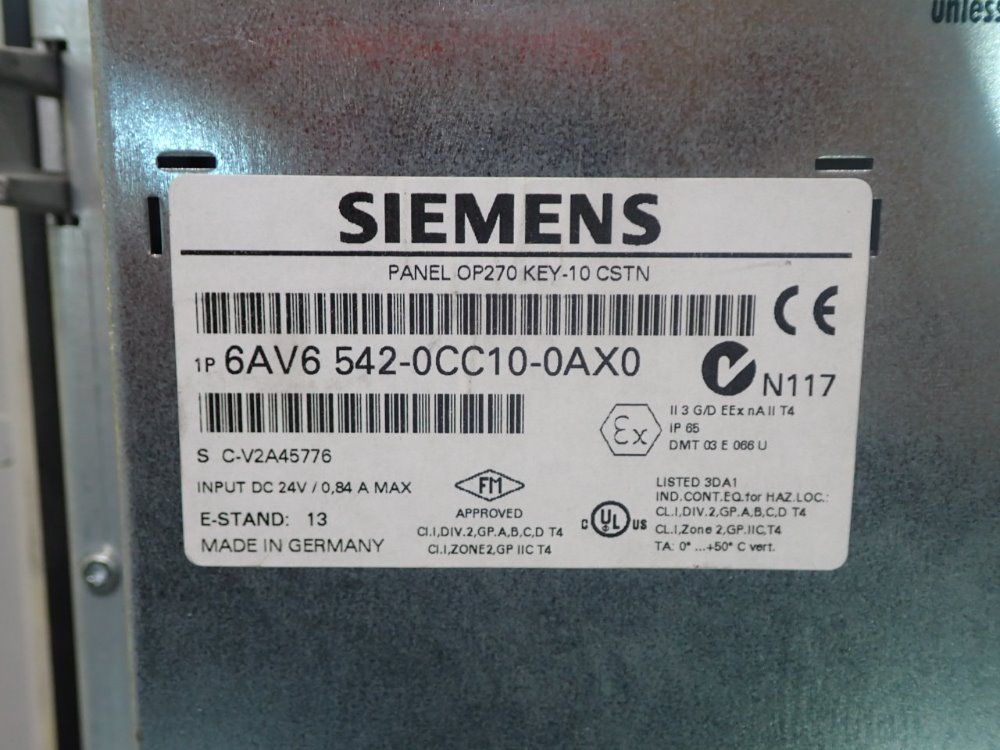 unless
SIEMENS
PANEL OP270 KEY-10 CSTN
CE
1P 6AV6 542-0CC10-0AX0
N117
Ex
II 3 G/D EEx nA II T4
IP 65
DMT 03 E 066 U
S C-V2A45776
INPUT DC 24V / 0,84 A MAX
E-STAND: 13
MADE IN GERMANY
FM
APPROVED
CI.I,DIV.2,GP.A,B,C,D T4
CI.I,ZONE2,GP IIC T4
C UL US
LISTED 3DA1
IND.CONT.EQ.for HAZ.LOC.:
CL.I,DIV.2,GP.A,B,C,D T4
CL.I,Zone 2,GP.IIC,T4
TA: 0° ...+50° C vert.